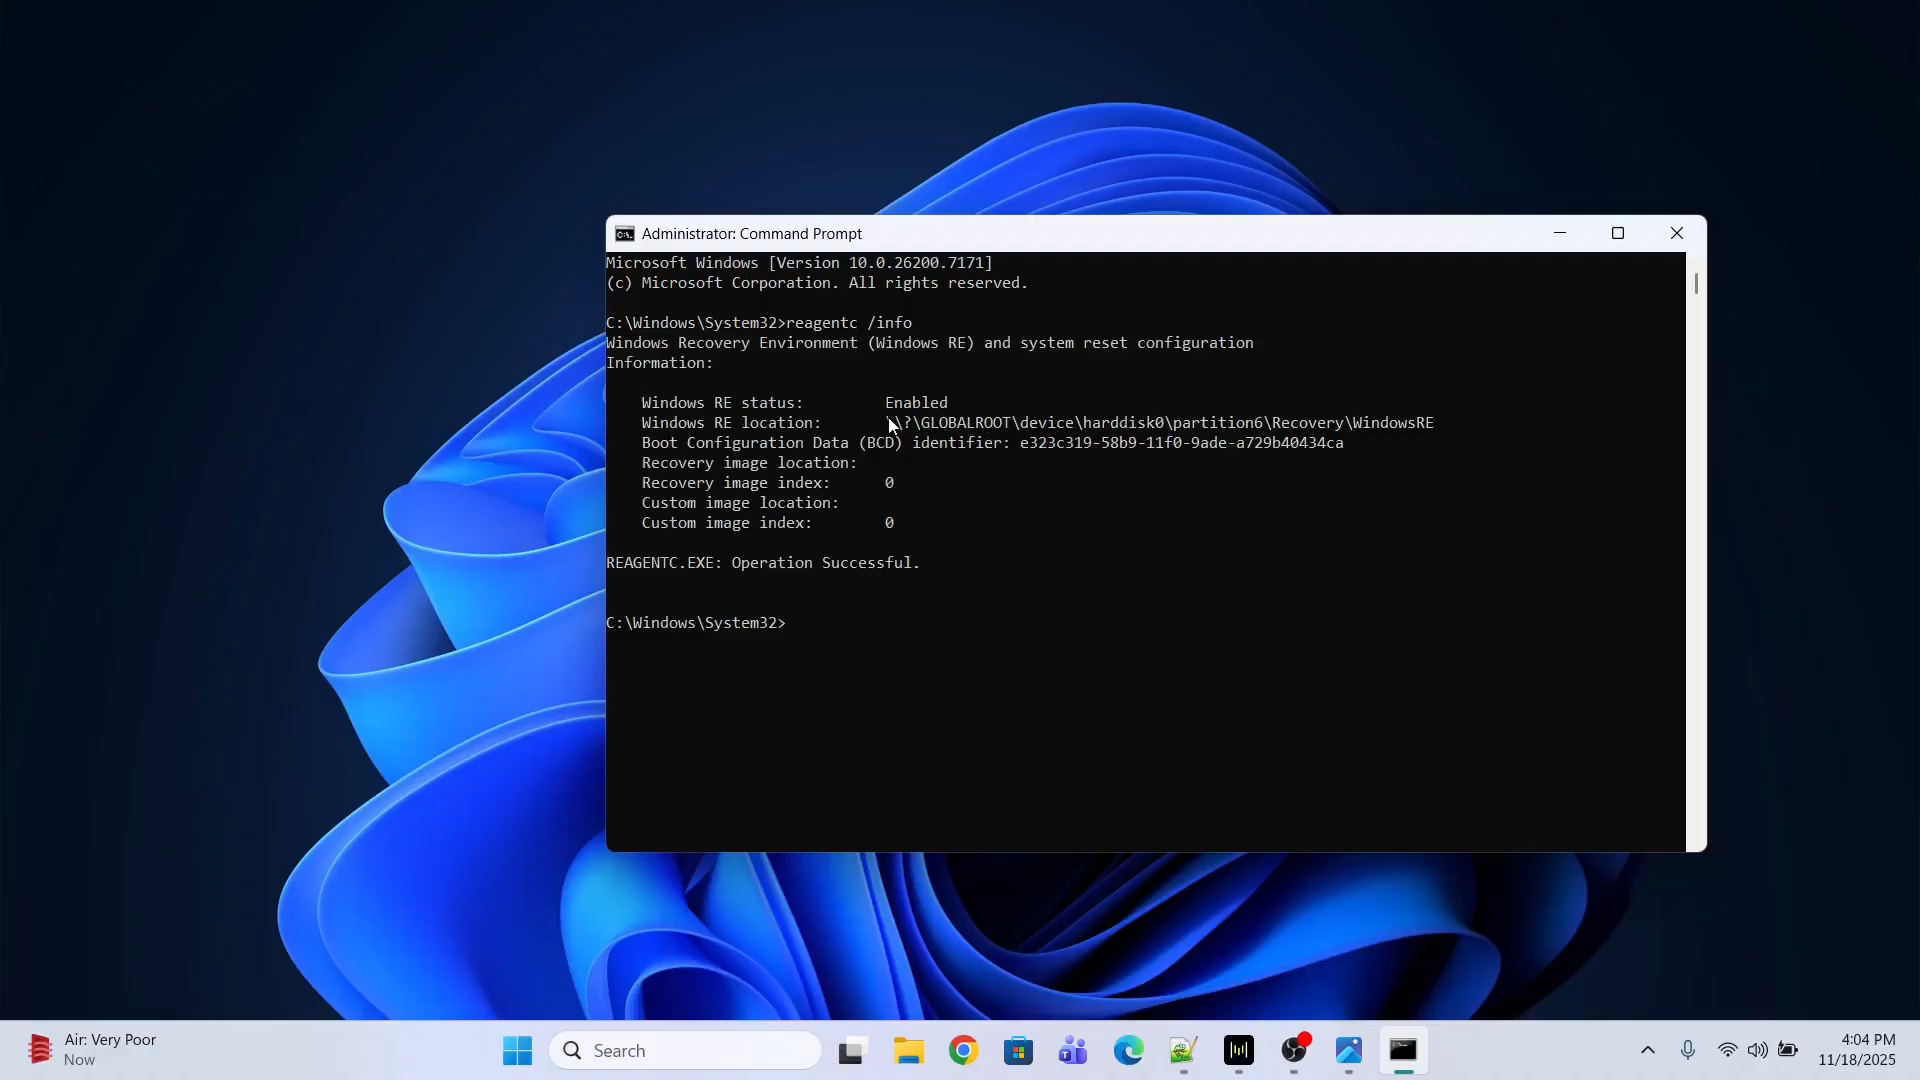 Administrator: Command Prompt
Microsoft Windows [Version 10.0.26200.7171]
(c) Microsoft Corporation. All rights reserved.
C:\Windows\System32>reagentc /info
Windows Recovery Environment (Windows RE) and system reset configuration
Information:
Windows RE status: Enabled
Windows RE location: \\?\GLOBALROOT\device\harddisk0\partition6\Recovery\WindowsRE
Boot Configuration Data (BCD) identifier: e323c319-58b9-11f0-9ade-a729b40434ca
Recovery image location:
Recovery image index: 0
Custom image location:
Custom image index: 0
REAGENTC.EXE: Operation Successful.
C:\Windows\System32>
Air: Very Poor
Now
Search
4:04 PM
11/18/2025